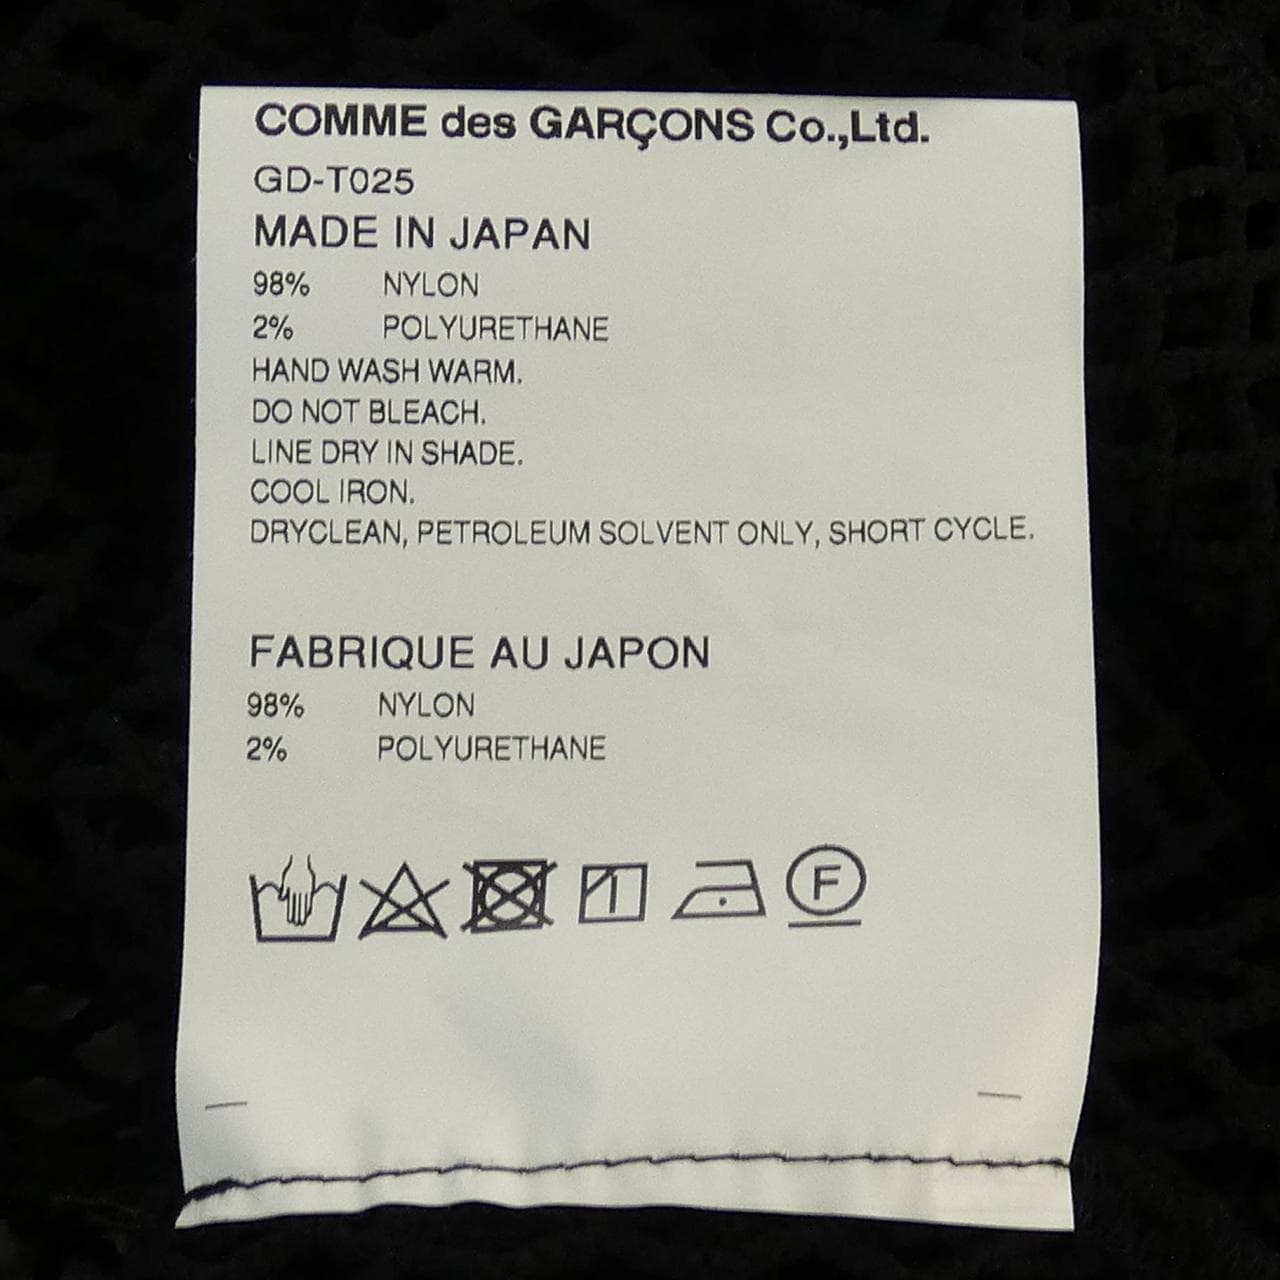 COMME des GARÇONS Co.,Ltd.
GD-T025
MADE IN JAPAN
98% NYLON
2% POLYURETHANE
HAND WASH WARM.
DO NOT BLEACH.
LINE DRY IN SHADE.
COOL IRON.
DRYCLEAN, PETROLEUM SOLVENT ONLY, SHORT CYCLE.
FABRIQUE AU JAPON
98% NYLON
2% POLYURETHANE
F